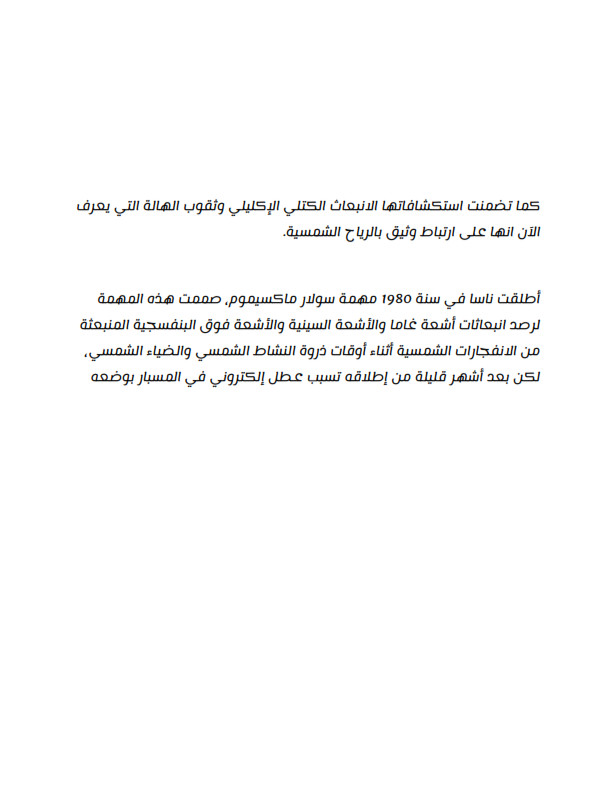 كما تضمنت استكشافاتها الانبعاث الكتلي الإكليلي وثقوب الهالة التي يعرف
الآن انها على ارتباط وثيق بالرياح الشمسية.
أطلقت ناسا في سنة 1980 مهمة سولار ماكسيموم، صممت هذه المهمة
لرصد انبعاثات أشعة غاما والأشعة السينية والأشعة فوق البنفسجية المنبعثة
من الانفجارات الشمسية أثناء أوقات ذروة النشاط الشمسي والضياء الشمسي،
لكن بعد أشهر قليلة من إطلاقه تسبب عطل إلكتروني في المسبار بوضعه